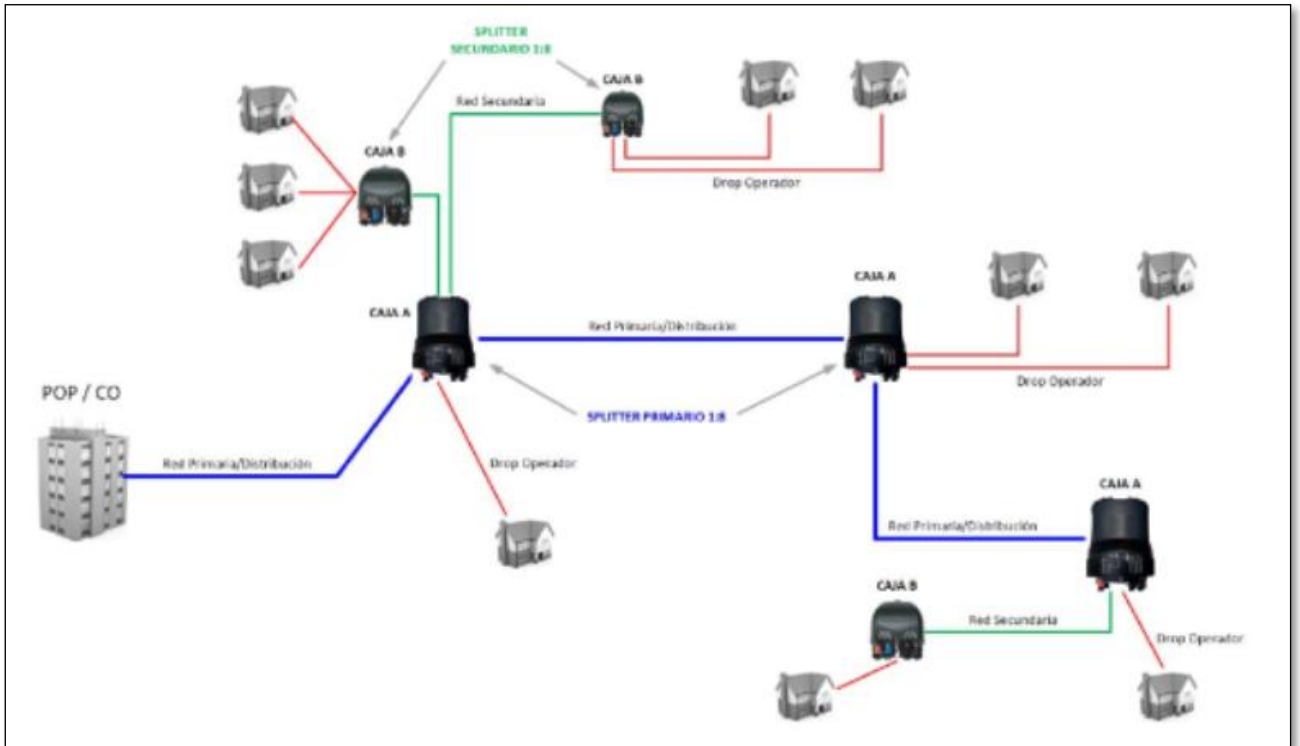 SPLITTER
SECUNDARIO 1:8
CAJA B
Red Secundaria
CAJA B
Drop Operador
CAJA A
CAJA A
Red Primaria/Distribución
Drop Operador
SPLITTER PRIMARIO 1:8
POP / CO
Red Primaria/Distribución
Drop Operador
CAJA A
Red Primaria/Distribución
CAJA B
Red Secundaria
Drop Operador